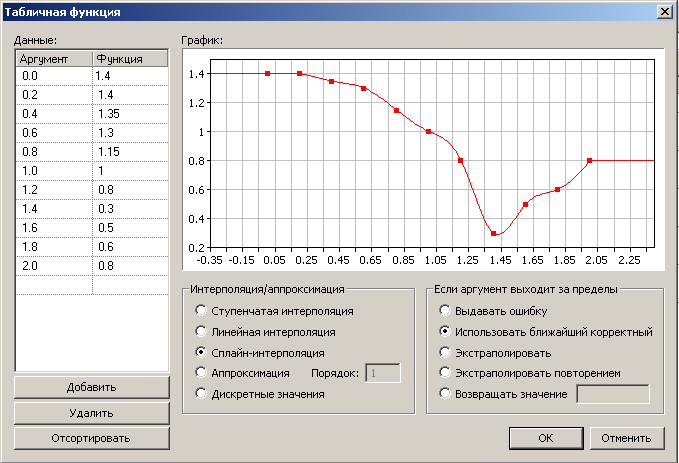 Табличная функция
Данные:
Аргумент Функция
0.0 1.4
0.2 1.4
0.4 1.35
0.6 1.3
0.8 1.15
1.0 1
1.2 0.8
1.4 0.3
1.6 0.5
1.8 0.6
2.0 0.8
Добавить
Удалить
Отсортировать
График:
1.4
1.2
1
0.8
0.6
0.4
0.2
-0.35 -0.15 0.05 0.25 0.45 0.65 0.85 1.05 1.25 1.45 1.65 1.85 2.05 2.25
Интерполяция/аппроксимация
Ступенчатая интерполяция
Линейная интерполяция
Сплайн-интерполяция
Аппроксимация Порядок: 1
Дискретные значения
Если аргумент выходит за пределы
Выдавать ошибку
Использовать ближайший корректный
Экстраполировать
Экстраполировать повторением
Возвращать значение
ОК Отменить